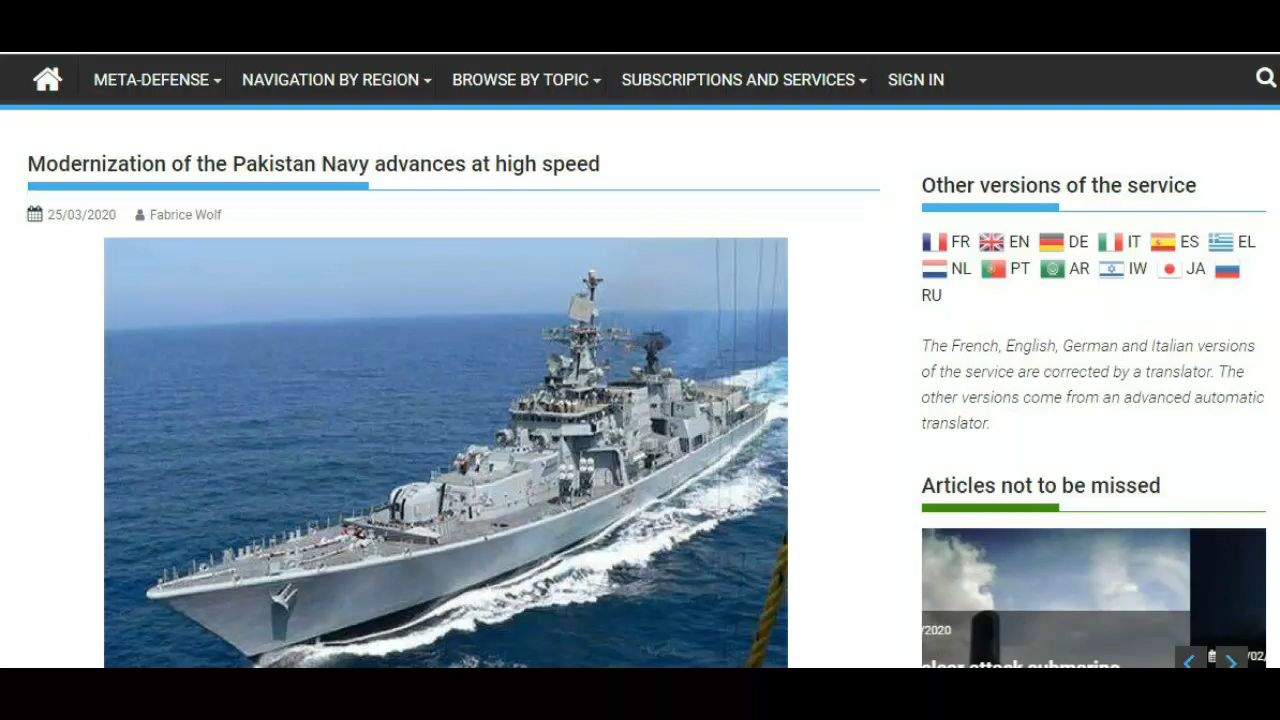 META-DEFENSE NAVIGATION BY REGION BROWSE BY TOPIC SUBSCRIPTIONS AND SERVICES SIGN IN
Modernization of the Pakistan Navy advances at high speed
25/03/2020 Fabrice Wolf
Other versions of the service
FR EN DE IT ES EL
NL PT AR IW JA
RU
The French, English, German and Italian versions
of the service are corrected by a translator. The
other versions come from an advanced automatic
translator.
Articles not to be missed
/2020
attack submarine
/02/